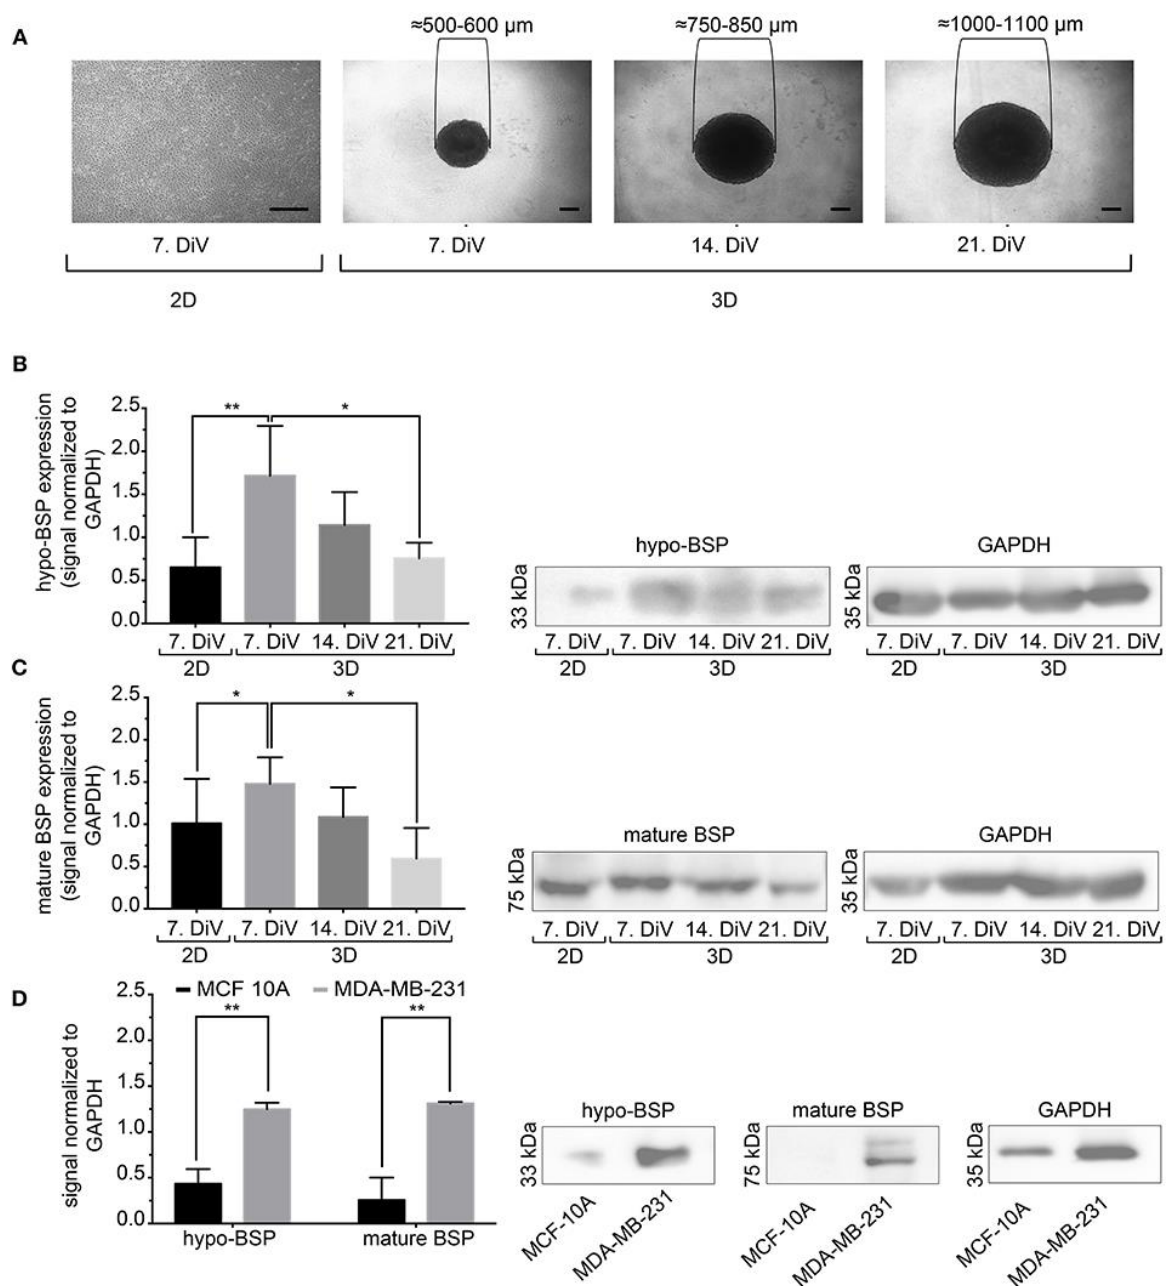 A
≈500-600 µm
≈750-850 µm
≈1000-1100 µm
7. DiV
7. DiV
14. DiV
21. DiV
2D
3D
B
hypo-BSP expression
(signal normalized to
GAPDH)
2.5
2.0
1.5
1.0
0.5
0.0
**
*
7. DiV
7. DiV
14. DiV
21. DiV
2D
3D
hypo-BSP
33 kDa
7. DiV
7. DiV
14. DiV
21. DiV
2D
3D
GAPDH
35 kDa
7. DiV
7. DiV
14. DiV
21. DiV
2D
3D
C
mature BSP expression
(signal normalized to
GAPDH)
2.5
2.0
1.5
1.0
0.5
0.0
*
*
7. DiV
7. DiV
14. DiV
21. DiV
2D
3D
mature BSP
75 kDa
7. DiV
7. DiV
14. DiV
21. DiV
2D
3D
GAPDH
35 kDa
7. DiV
7. DiV
14. DiV
21. DiV
2D
3D
D
signal normalized to
GAPDH
MCF 10A
MDA-MB-231
2.5
2.0
1.5
1.0
0.5
0.0
**
**
hypo-BSP
mature BSP
hypo-BSP
33 kDa
MCF-10A
MDA-MB-231
mature BSP
75 kDa
MCF-10A
MDA-MB-231
GAPDH
35 kDa
MCF-10A
MDA-MB-231